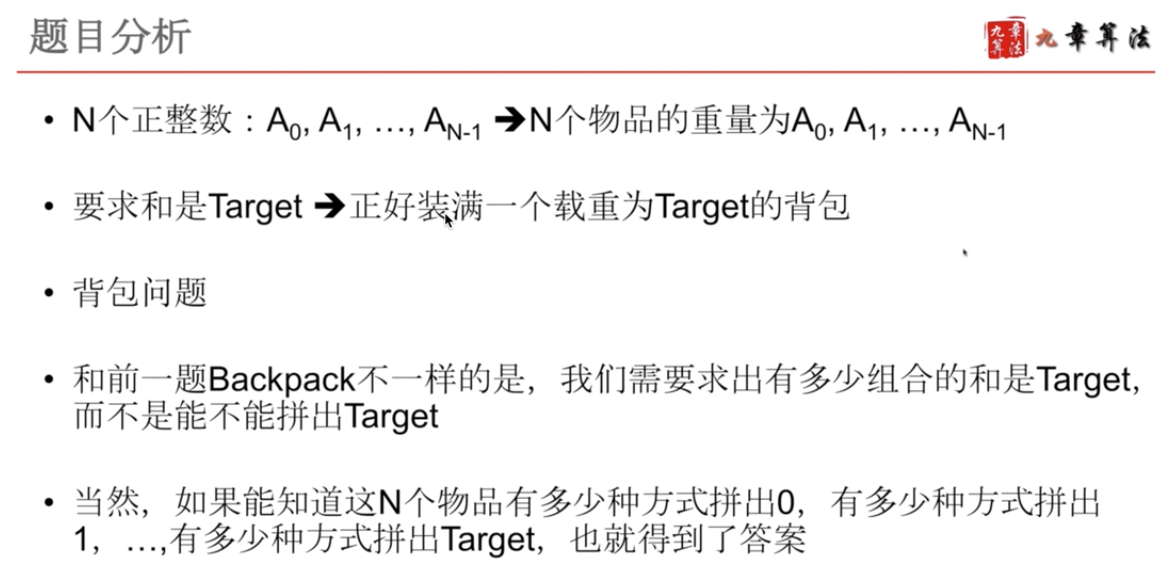 题目分析
九章算法
九章算法
• N个正整数：A₀, A₁, …, A_N-1 ➔N个物品的重量为A₀, A₁, …, A_N-1
• 要求和是Target ➔正好装满一个载重为Target的背包
• 背包问题
• 和前一题Backpack不一样的是，我们需要求出有多少组合的和是Target，
而不是能不能拼出Target
• 当然，如果能知道这N个物品有多少种方式拼出0，有多少种方式拼出
1，…,有多少种方式拼出Target，也就得到了答案